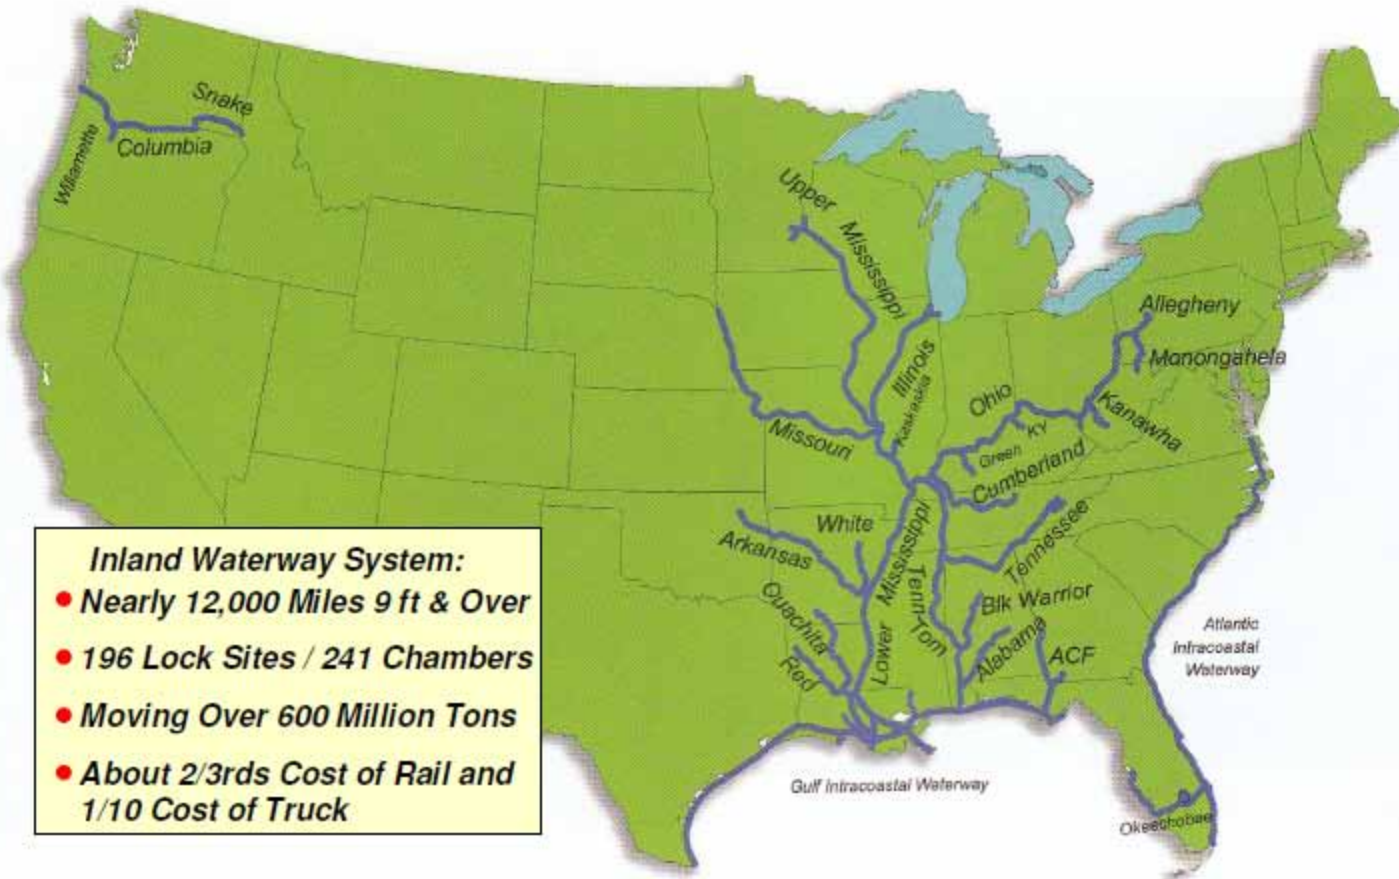 Snake
Columbia
Willamette
Upper
Mississippi
Illinois
Kaskaskia
Missouri
Ohio
KY
Green
Cumberland
Allegheny
Monongahela
Kanawha
White
Arkansas
Ouachita
Red
Lower
Mississippi
Tenn-Tom
Tennessee
Blk Warrior
Alabama
ACF
Atlantic
Intracoastal
Waterway
Gulf Intracoastal Waterway
Okeechobee
Inland Waterway System:
• Nearly 12,000 Miles 9 ft & Over
• 196 Lock Sites / 241 Chambers
• Moving Over 600 Million Tons
• About 2/3rds Cost of Rail and
1/10 Cost of Truck